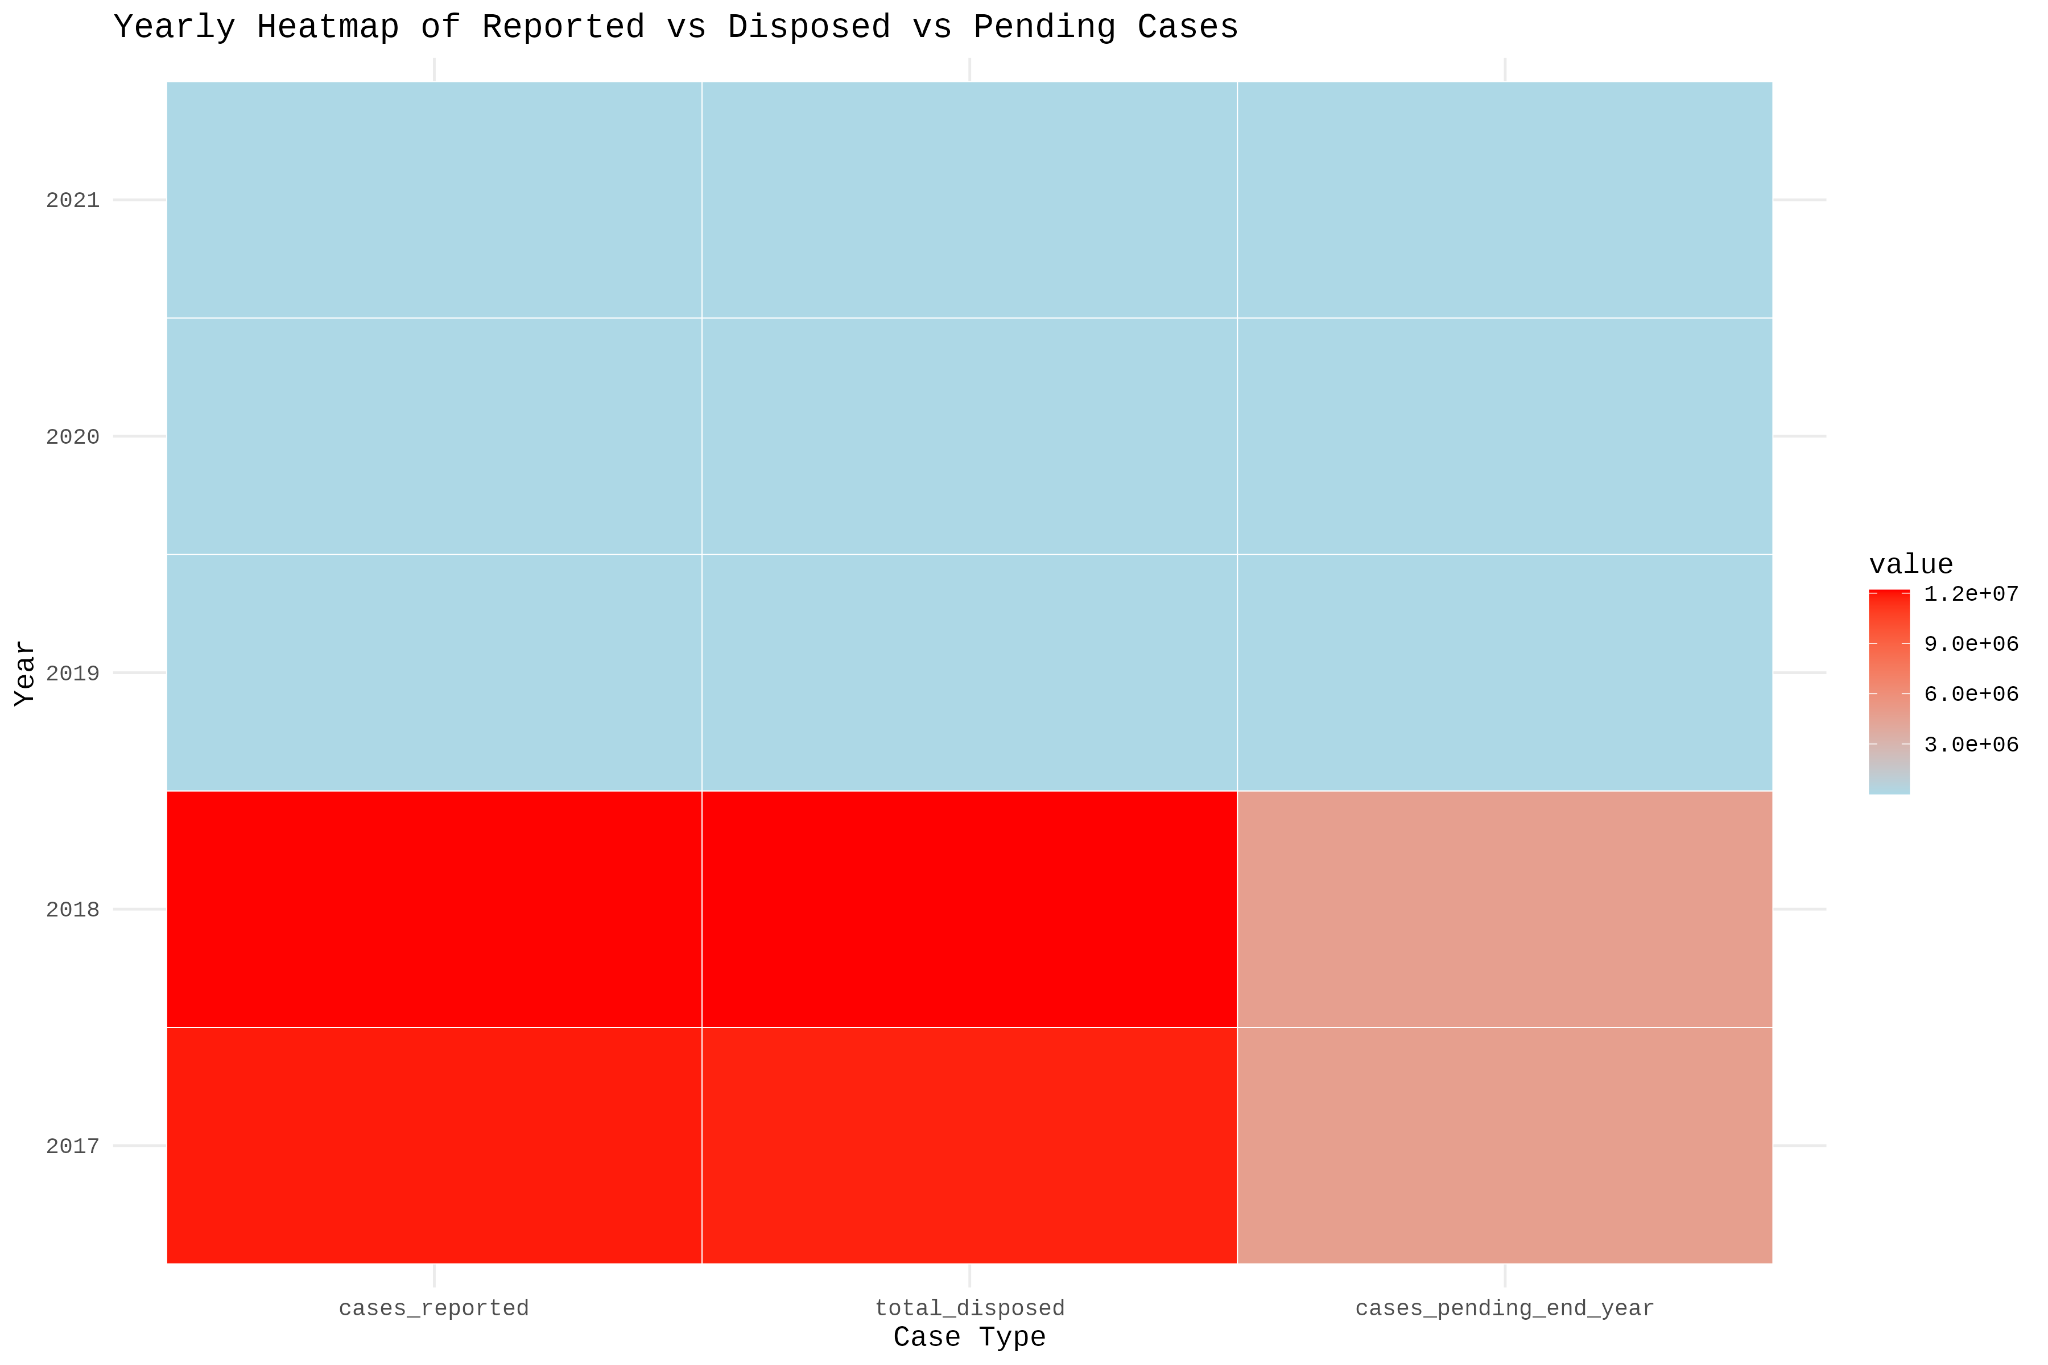 Yearly Heatmap of Reported vs Disposed vs Pending Cases
2021
2020
2019
2018
2017
Year
cases_reported
total_disposed
cases_pending_end_year
Case Type
value
1.2e+07
9.0e+06
6.0e+06
3.0e+06